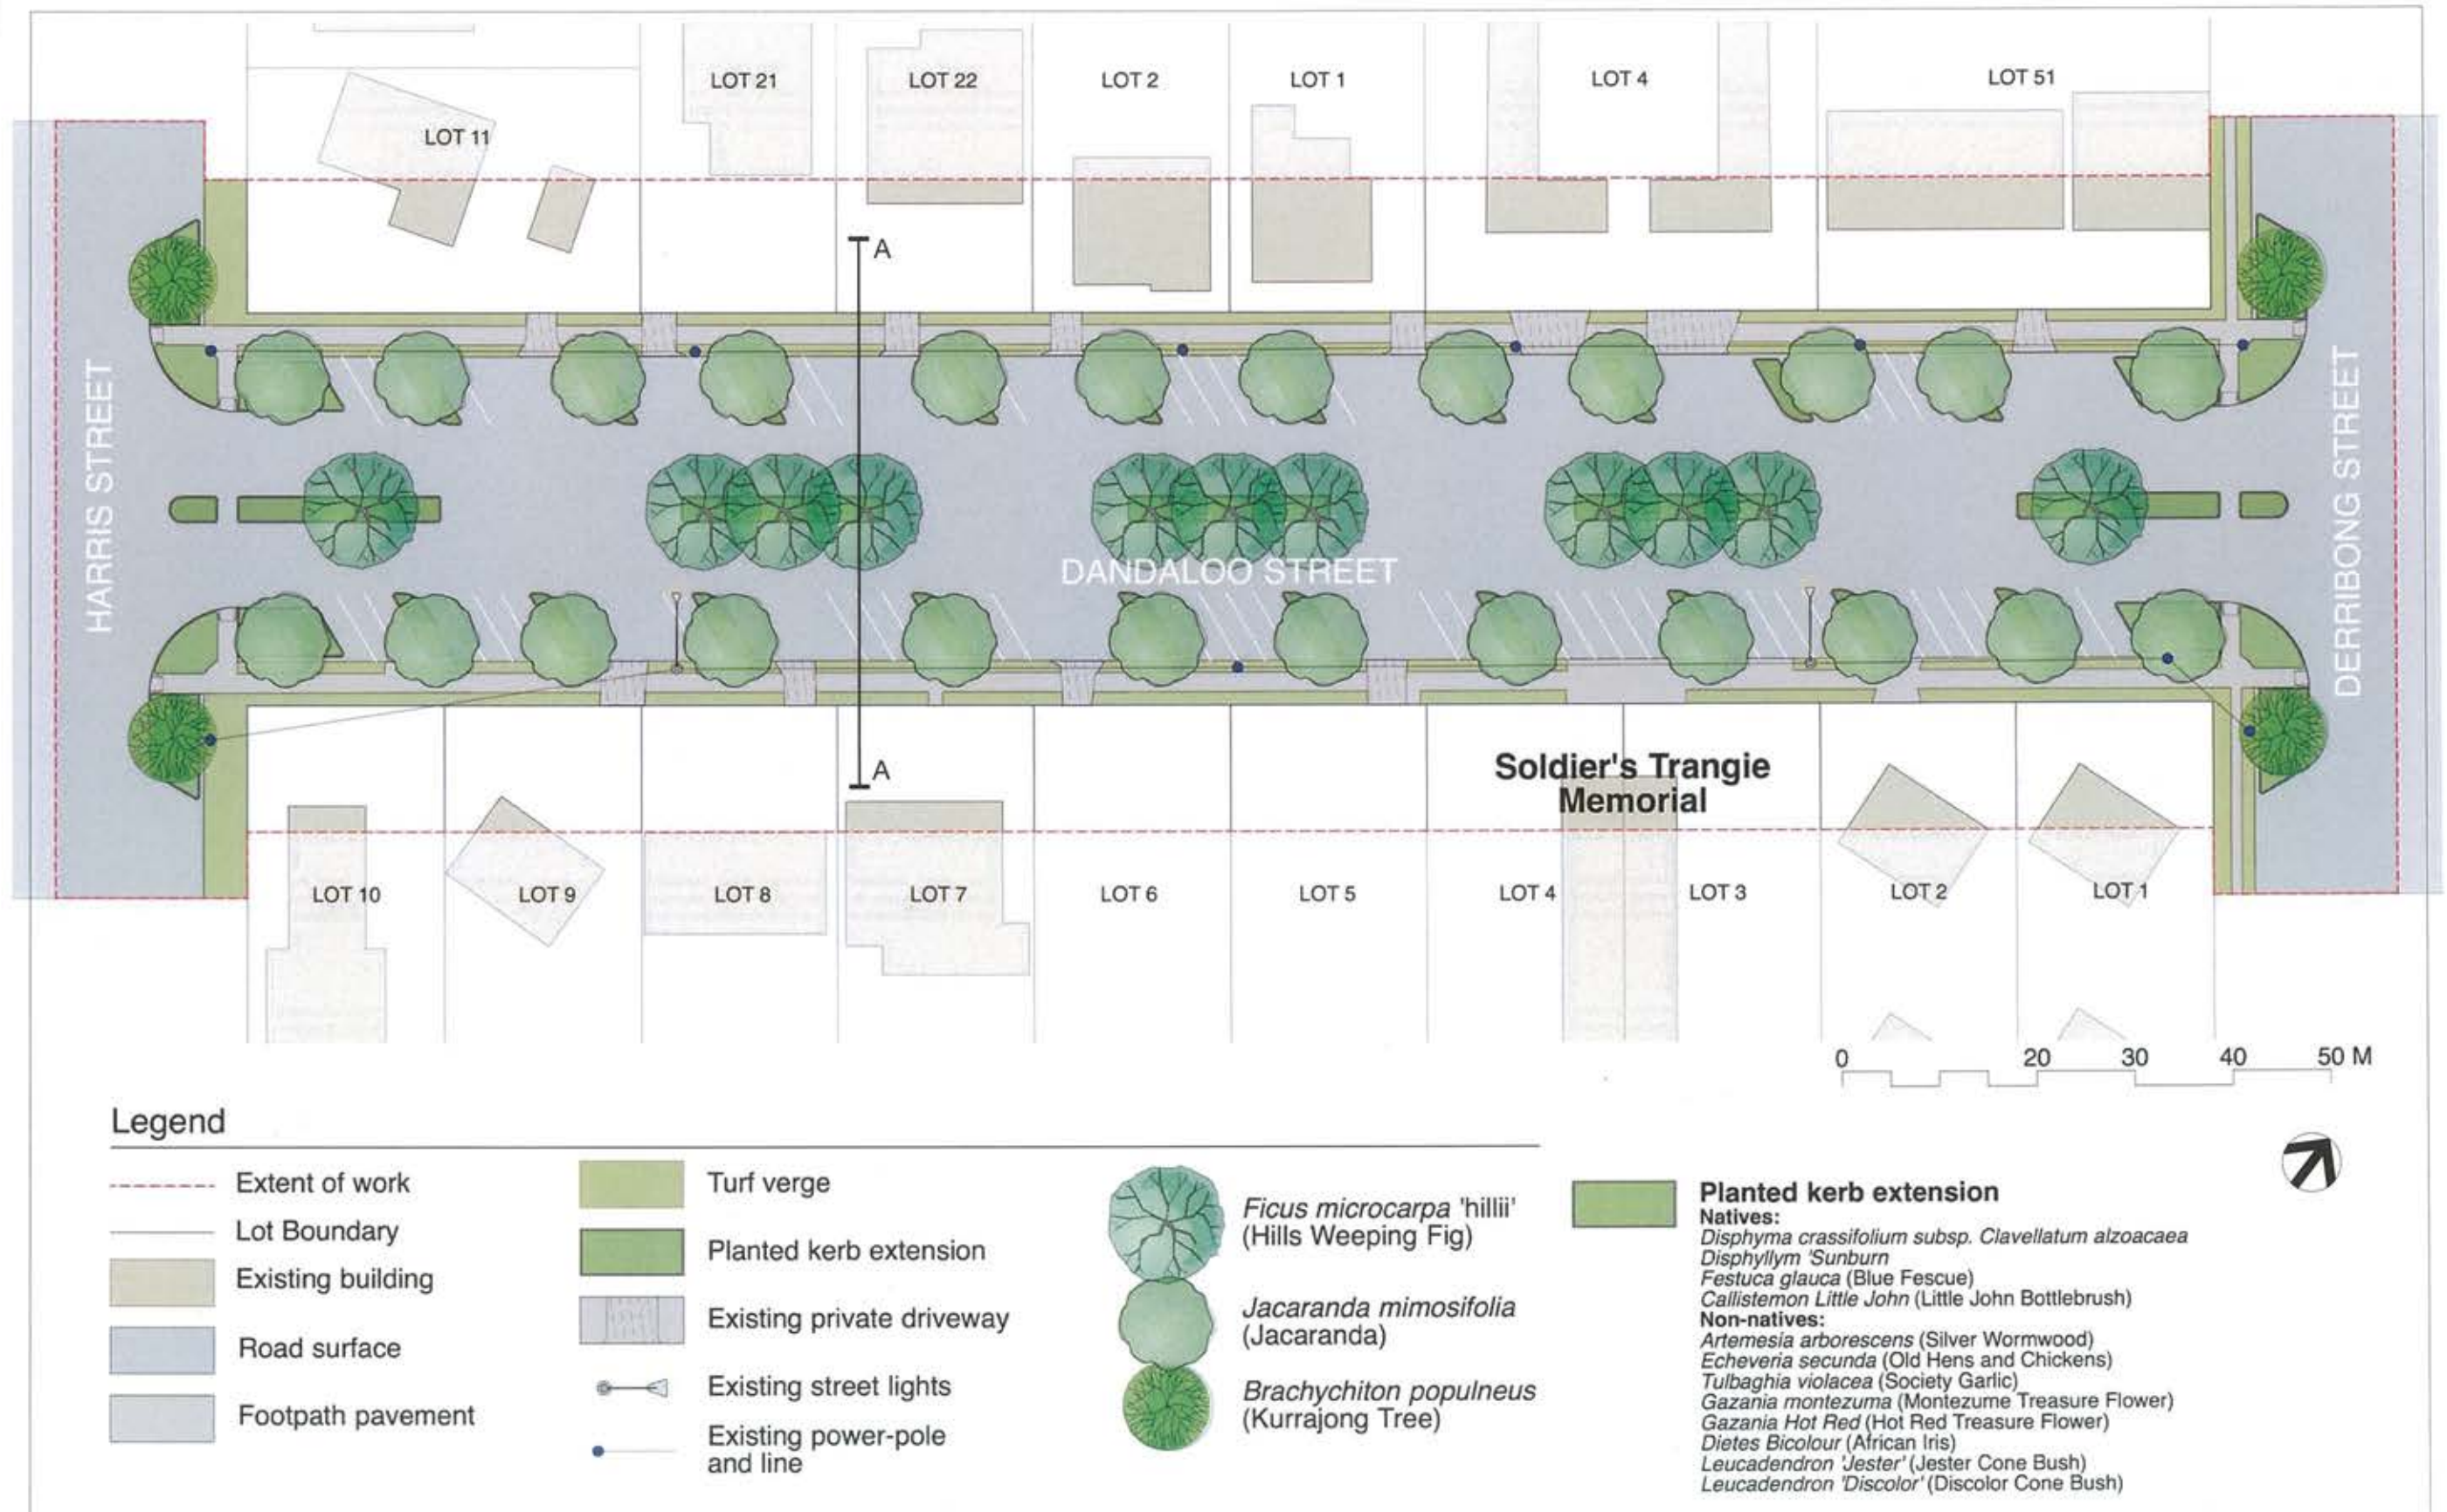 LOT 21
LOT 22
LOT 2
LOT 1
LOT 4
LOT 51
LOT 11
A
HARRIS STREET
DERRIBONG STREET
DANDALOO STREET
A
Soldier's Trangie
Memorial
LOT 10
LOT 9
LOT 8
LOT 7
LOT 6
LOT 5
LOT 4
LOT 3
LOT 2
LOT 1
0 20 30 40 50 M
Legend
Extent of work
Lot Boundary
Existing building
Road surface
Footpath pavement
Turf verge
Planted kerb extension
Existing private driveway
Existing street lights
Existing power-pole
and line
Ficus microcarpa 'hillii'
(Hills Weeping Fig)
Jacaranda mimosifolia
(Jacaranda)
Brachychiton populneus
(Kurrajong Tree)
Planted kerb extension
Natives:
Disphyma crassifolium subsp. Clavellatum alzoacaea
Disphyllym 'Sunburn
Festuca glauca (Blue Fescue)
Callistemon Little John (Little John Bottlebrush)
Non-natives:
Artemesia arborescens (Silver Wormwood)
Echeveria secunda (Old Hens and Chickens)
Tulbaghia violacea (Society Garlic)
Gazania montezuma (Montezume Treasure Flower)
Gazania Hot Red (Hot Red Treasure Flower)
Dietes Bicolour (African Iris)
Leucadendron 'Jester' (Jester Cone Bush)
Leucadendron 'Discolor' (Discolor Cone Bush)